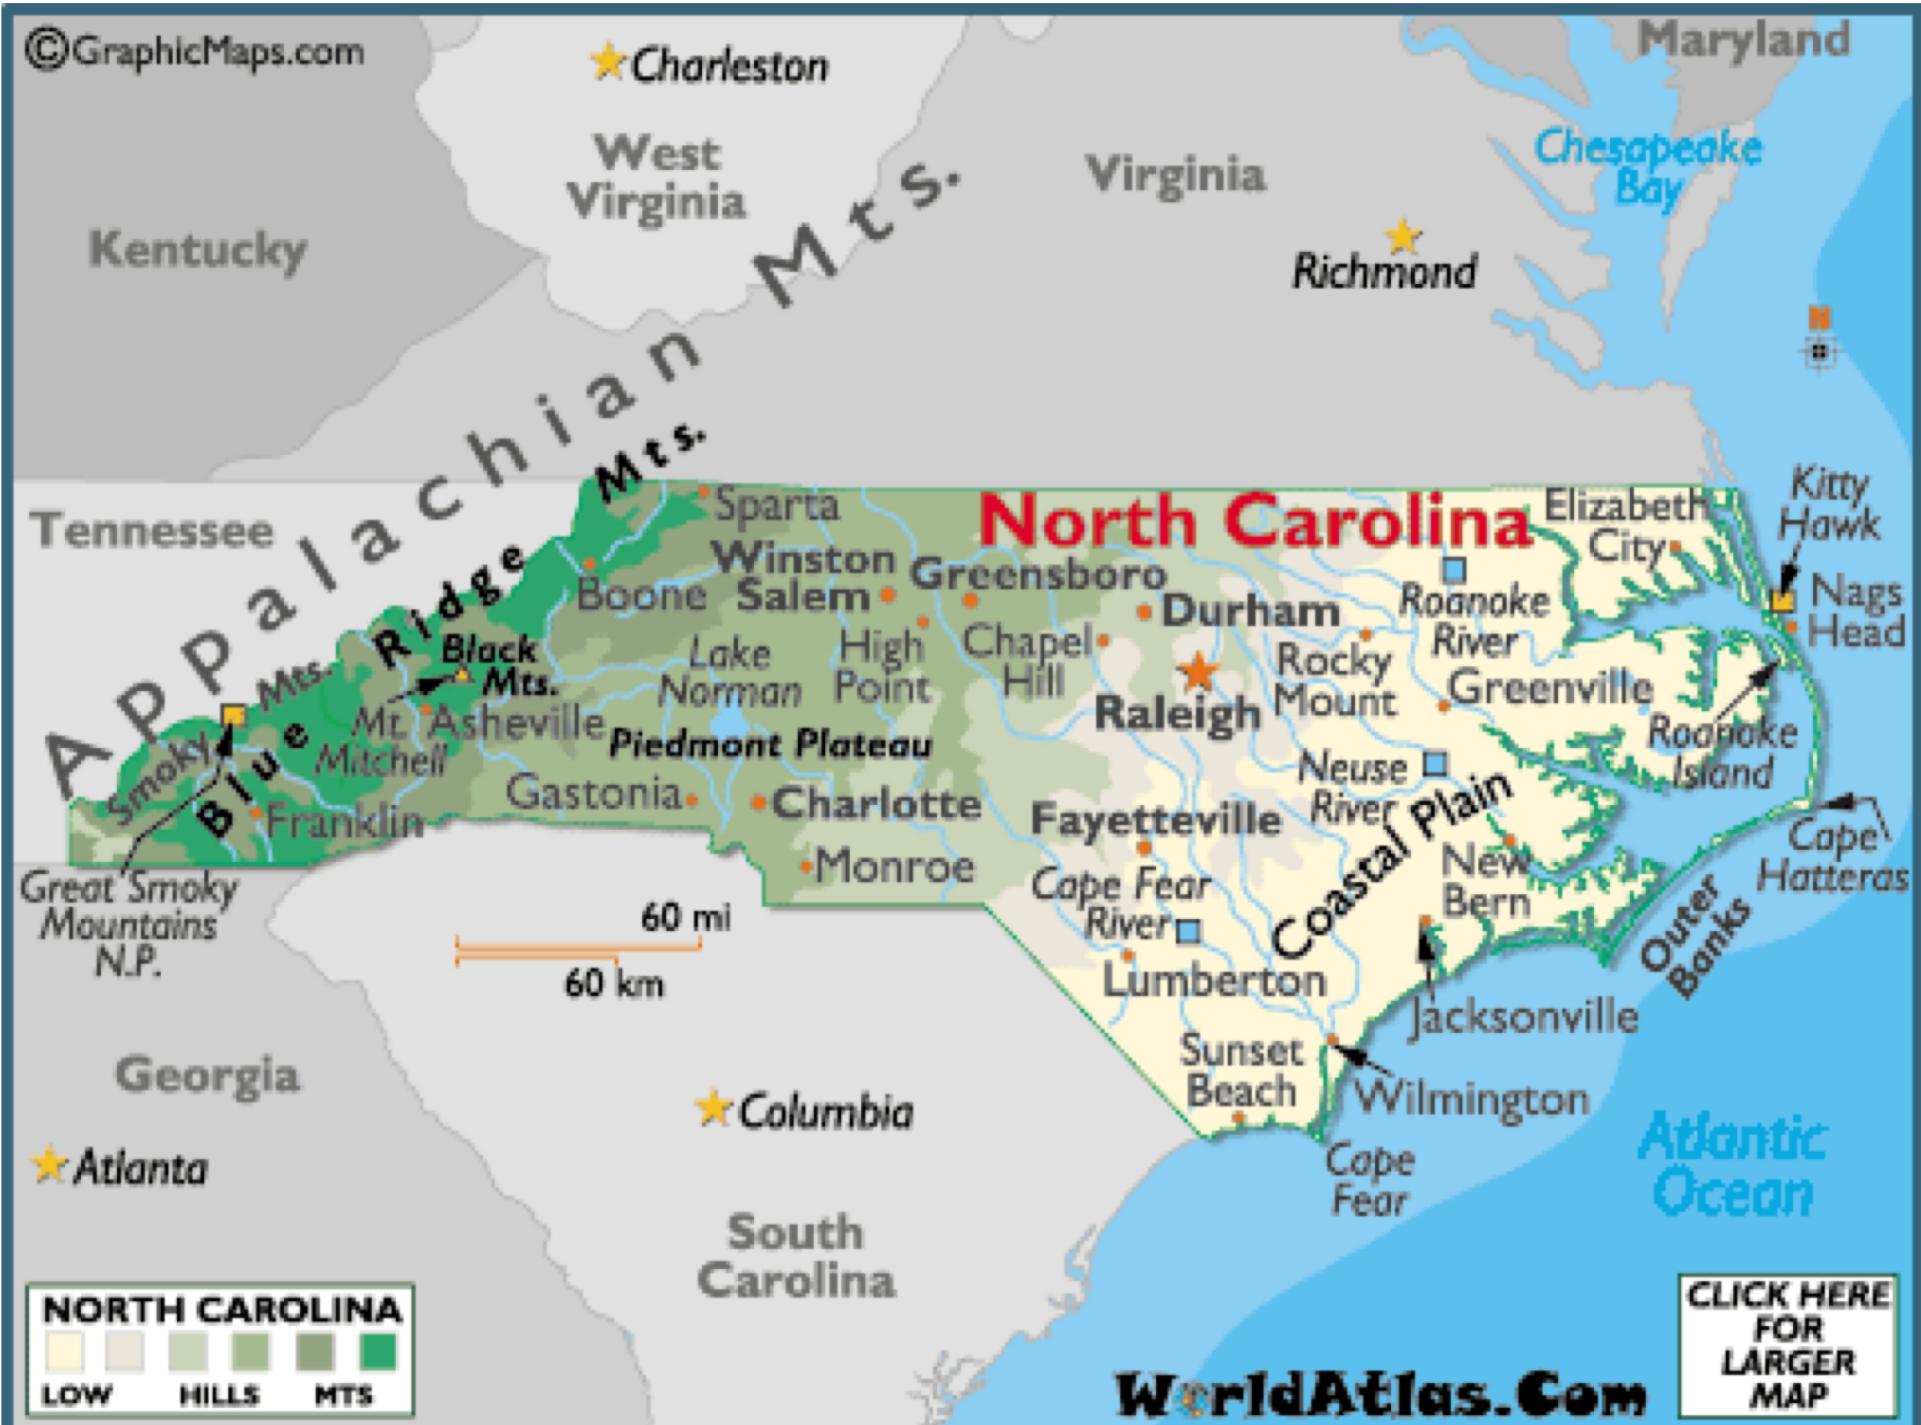 ©GraphicMaps.com
Charleston
West
Virginia
Kentucky
Virginia
Maryland
Chesapeake
Bay
Richmond
N
Appalachian Mts.
Tennessee
Blue Ridge Mts.
Smoky Mts.
Black
Mts.
Mt.
Mitchell
Asheville
Franklin
Great Smoky
Mountains
N.P.
Sparta
Boone
Winston
Salem
Greensboro
High
Point
Lake
Norman
Piedmont Plateau
Gastonia
Charlotte
Monroe
North Carolina
Durham
Chapel
Hill
Raleigh
Rocky
Mount
Roanoke
River
Greenville
Elizabeth
City
Kitty
Hawk
Nags
Head
Roanoke
Island
Neuse
River
Fayetteville
Cape Fear
River
Coastal Plain
New
Bern
Cape
Hatteras
Outer
Banks
Lumberton
Jacksonville
Sunset
Beach
Wilmington
Cape
Fear
60 mi
60 km
Georgia
Atlanta
Columbia
South
Carolina
Atlantic
Ocean
NORTH CAROLINA
LOW HILLS MTS
WorldAtlas.Com
CLICK HERE
FOR
LARGER
MAP